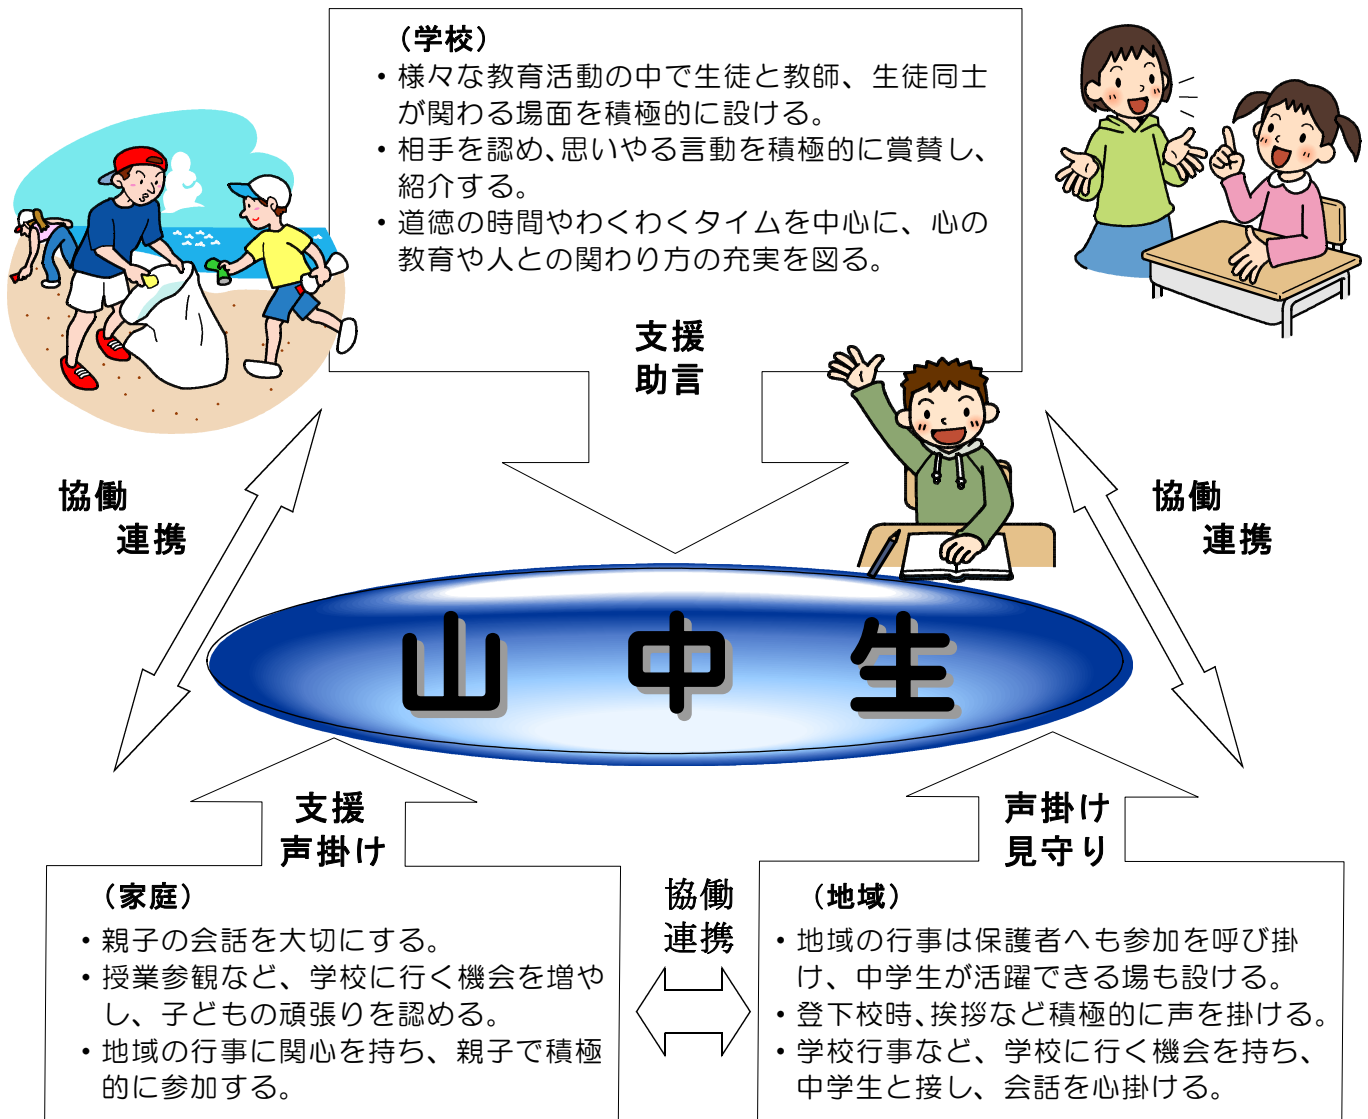 （学校）
・様々な教育活動の中で生徒と教師、生徒同士
が関わる場面を積極的に設ける。
・相手を認め、思いやる言動を積極的に賞賛し、
紹介する。
・道徳の時間やわくわくタイムを中心に、心の
教育や人との関わり方の充実を図る。
支援
助言
協働
連携
協働
連携
山中生
支援
声掛け
声掛け
見守り
（家庭）
・親子の会話を大切にする。
・授業参観など、学校に行く機会を増や
し、子どもの頑張りを認める。
・地域の行事に関心を持ち、親子で積極
的に参加する。
協働
連携
（地域）
・地域の行事は保護者へも参加を呼び掛
け、中学生が活躍できる場も設ける。
・登下校時、挨拶など積極的に声を掛ける。
・学校行事など、学校に行く機会を持ち、
中学生と接し、会話を心掛ける。